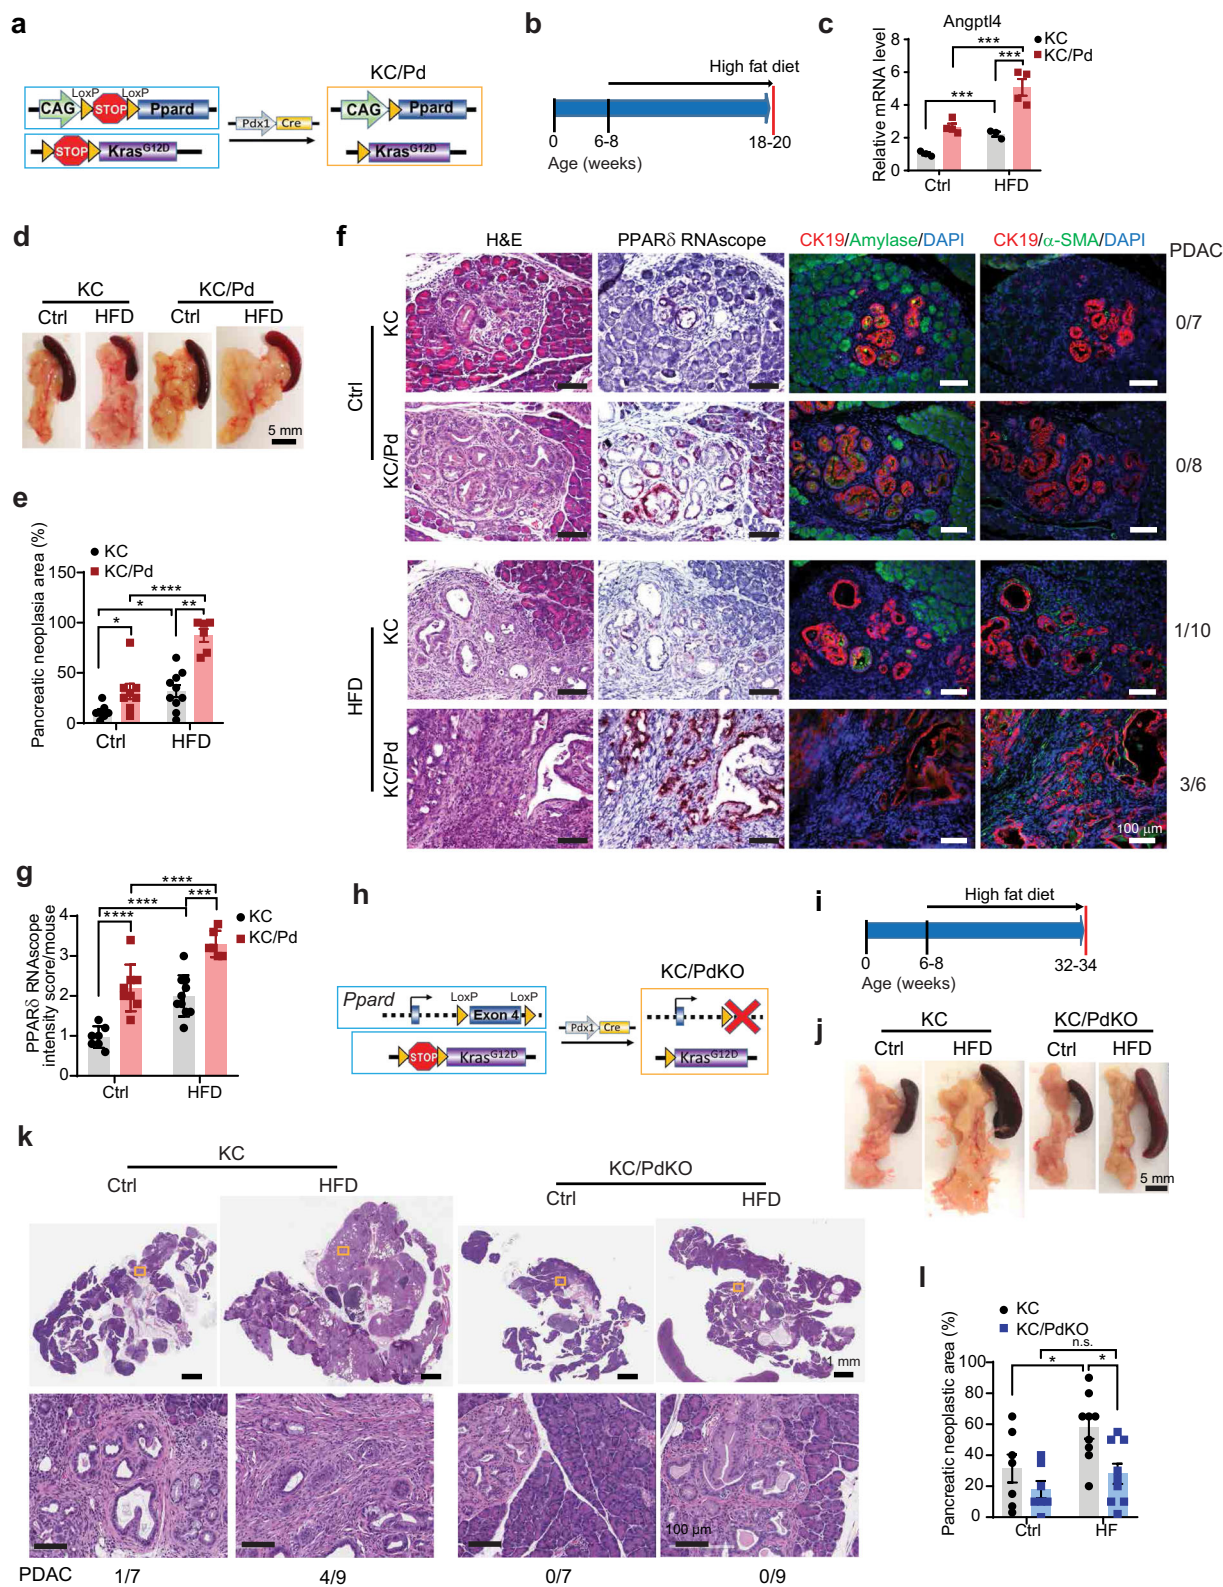 a
KC/Pd
LoxP LoxP
CAG STOP Ppard
Pdx1 Cre
CAG Ppard
STOP KrasG12D
KrasG12D
b
High fat diet
0 6-8 18-20
Age (weeks)
c
Angptl4
KC
KC/Pd
Relative mRNA level
8
6
4
2
0
***
***
***
Ctrl HFD
d
KC KC/Pd
Ctrl HFD Ctrl HFD
5 mm
e
Pancreatic neoplasia area (%)
KC
KC/Pd
150
100
50
0
****
* **
*
Ctrl HFD
f
H&E PPARδ RNAscope CK19/Amylase/DAPI CK19/α-SMA/DAPI PDAC
Ctrl
KC
0/7
KC/Pd
0/8
HFD
KC
1/10
KC/Pd
3/6
100 μm
g
PPARδ RNAscope
intensity score/mouse
KC
KC/Pd
4
3
2
1
0
****
**** ***
****
Ctrl HFD
h
KC/PdKO
Ppard LoxP LoxP
Exon 4
Pdx1 Cre
STOP KrasG12D
KrasG12D
i
High fat diet
0 6-8 32-34
Age (weeks)
j
KC KC/PdKO
Ctrl HFD Ctrl HFD
5 mm
k
KC KC/PdKO
Ctrl HFD Ctrl HFD
1 mm
100 μm
PDAC 1/7 4/9 0/7 0/9
l
KC
KC/PdKO
Pancreatic neoplastic area (%)
100
80
60
40
20
0
n.s.
* *
Ctrl HF